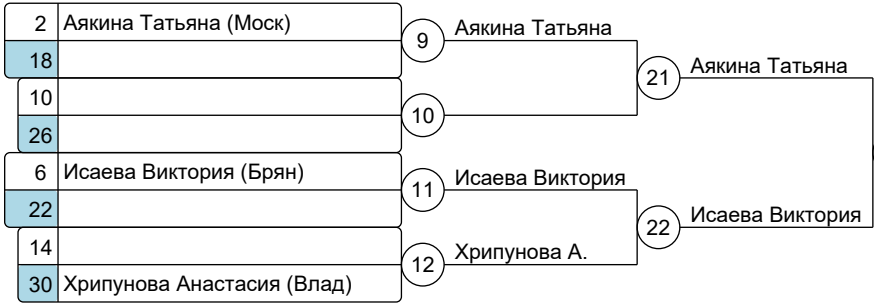 2 Аякина Татьяна (Моск)
9 Аякина Татьяна
18
21 Аякина Татьяна
10
10
26
6 Исаева Виктория (Брян)
11 Исаева Виктория
22
22 Исаева Виктория
14
12 Хрипунова А.
30 Хрипунова Анастасия (Влад)